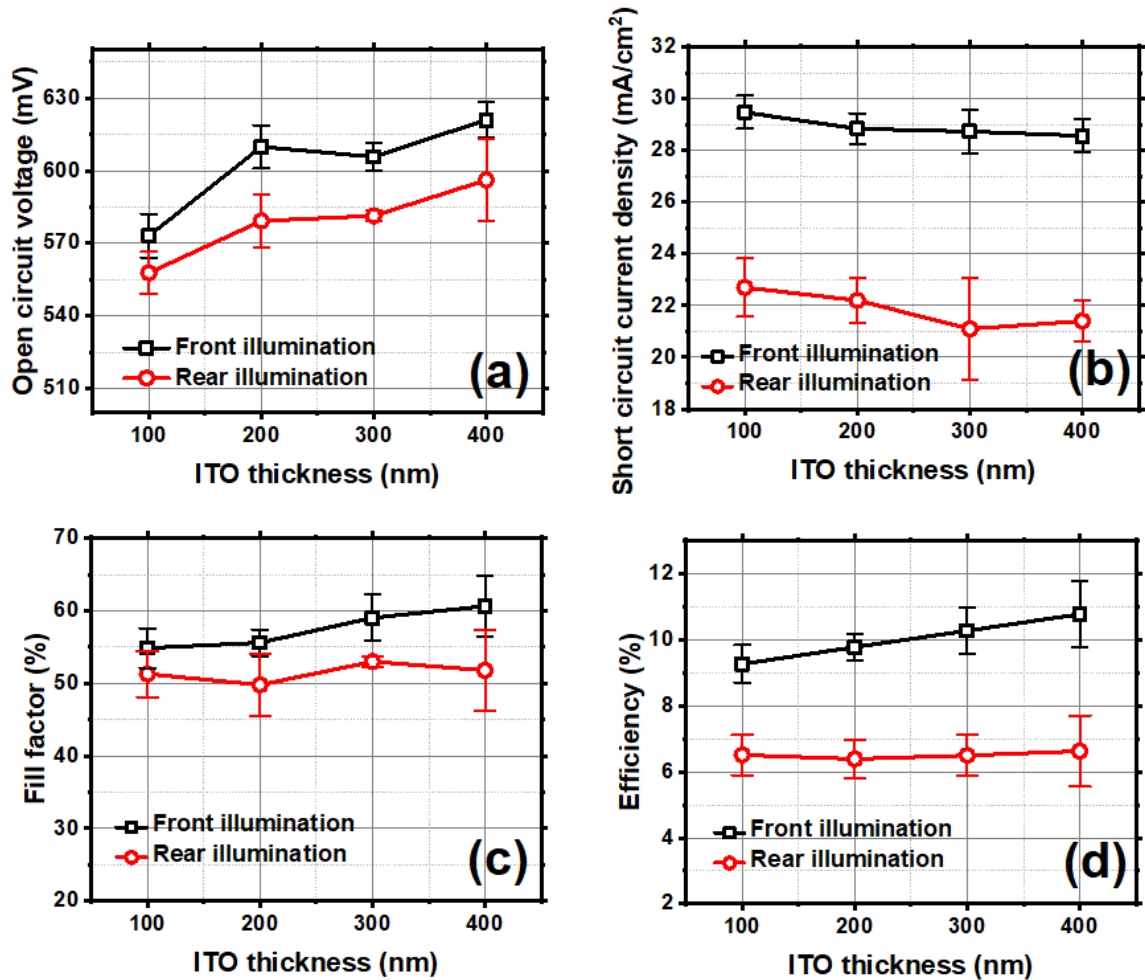 Open circuit voltage (mV)
630
600
570
540
510
Front illumination
Rear illumination
(a)
100 200 300 400
ITO thickness (nm)
Short circuit current density (mA/cm²)
32
30
28
26
24
22
20
18
Front illumination
Rear illumination
(b)
100 200 300 400
ITO thickness (nm)
Fill factor (%)
70
60
50
40
30
20
Front illumination
Rear illumination
(c)
100 200 300 400
ITO thickness (nm)
Efficiency (%)
12
10
8
6
4
2
Front illumination
Rear illumination
(d)
100 200 300 400
ITO thickness (nm)